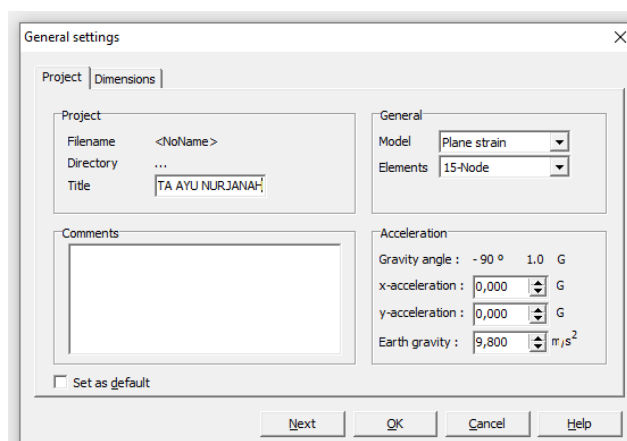 General settings
Project
Dimensions
Project
Filename <NoName>
Directory ...
Title TA AYU NURJANAH
General
Model Plane strain
Elements 15-Node
Comments
Acceleration
Gravity angle : - 90 º 1.0 G
x-acceleration : 0,000 G
y-acceleration : 0,000 G
Earth gravity : 9,800 m/s²
Set as default
Next OK Cancel Help